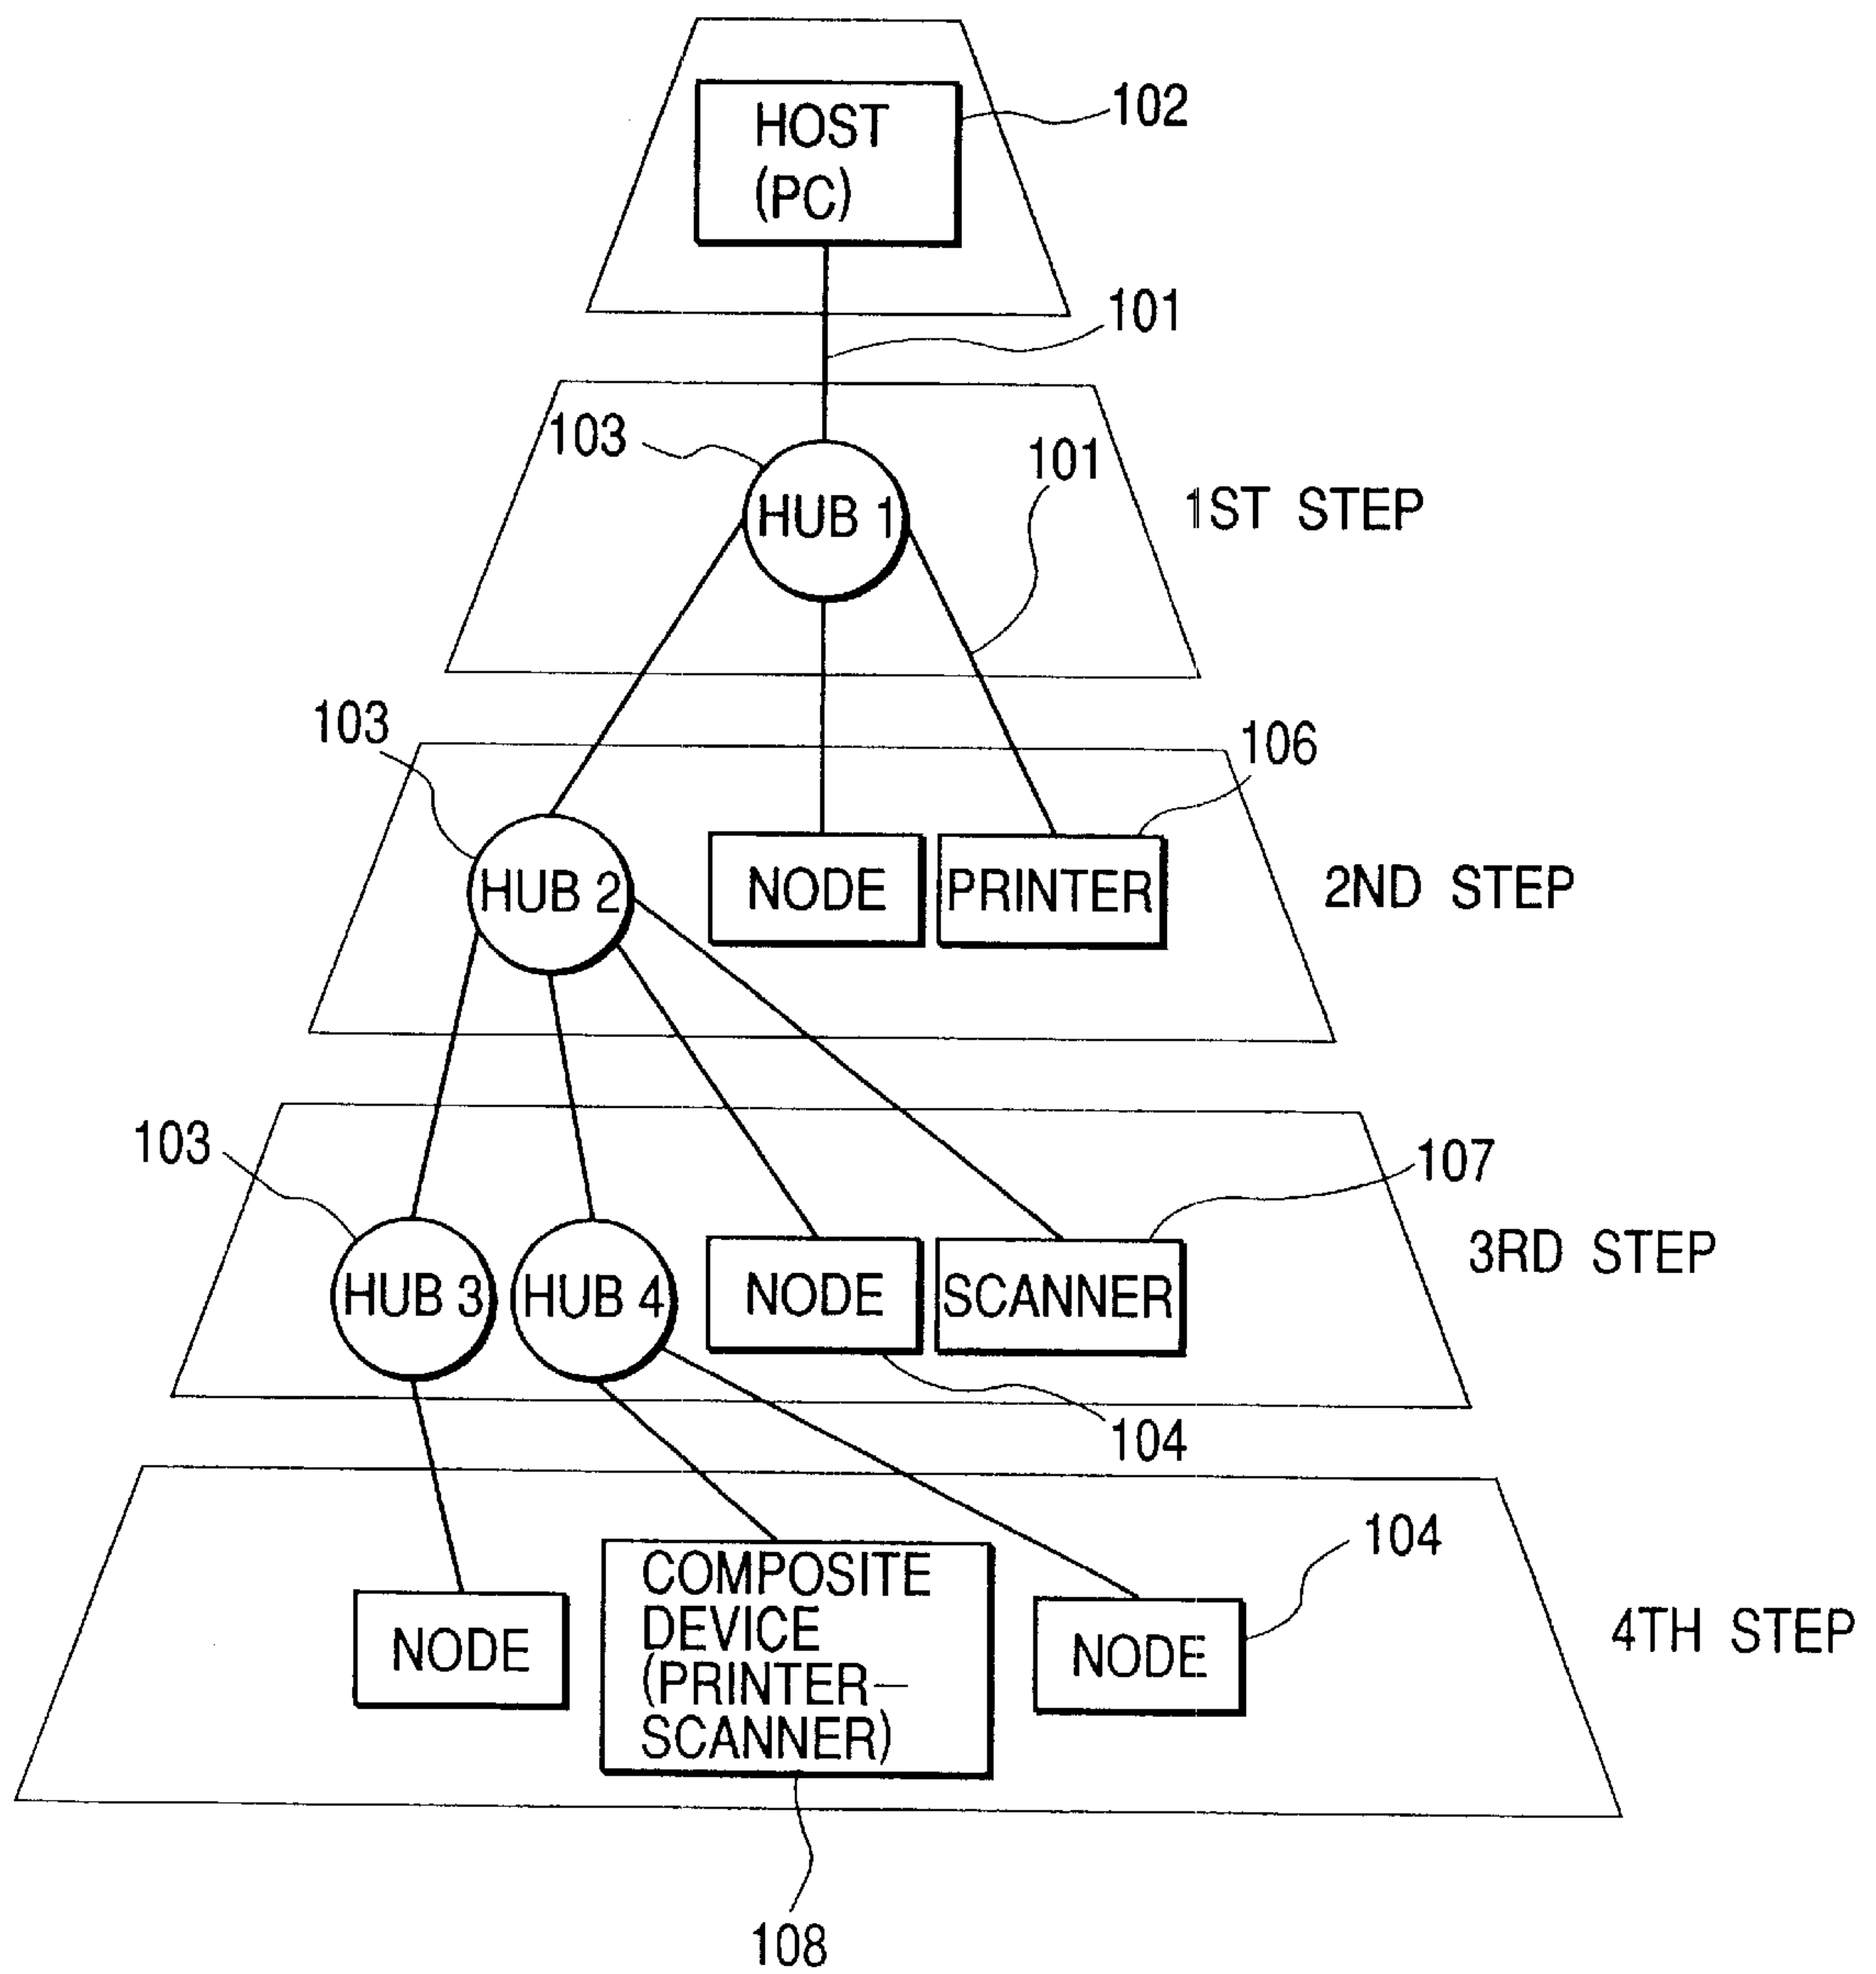 HOST
(PC)
102
101
103
101
HUB 1
1ST STEP
103
106
HUB 2
NODE
PRINTER
2ND STEP
103
107
HUB 3
HUB 4
NODE
SCANNER
3RD STEP
104
104
COMPOSITE
DEVICE
(PRINTER—
SCANNER)
NODE
NODE
4TH STEP
108